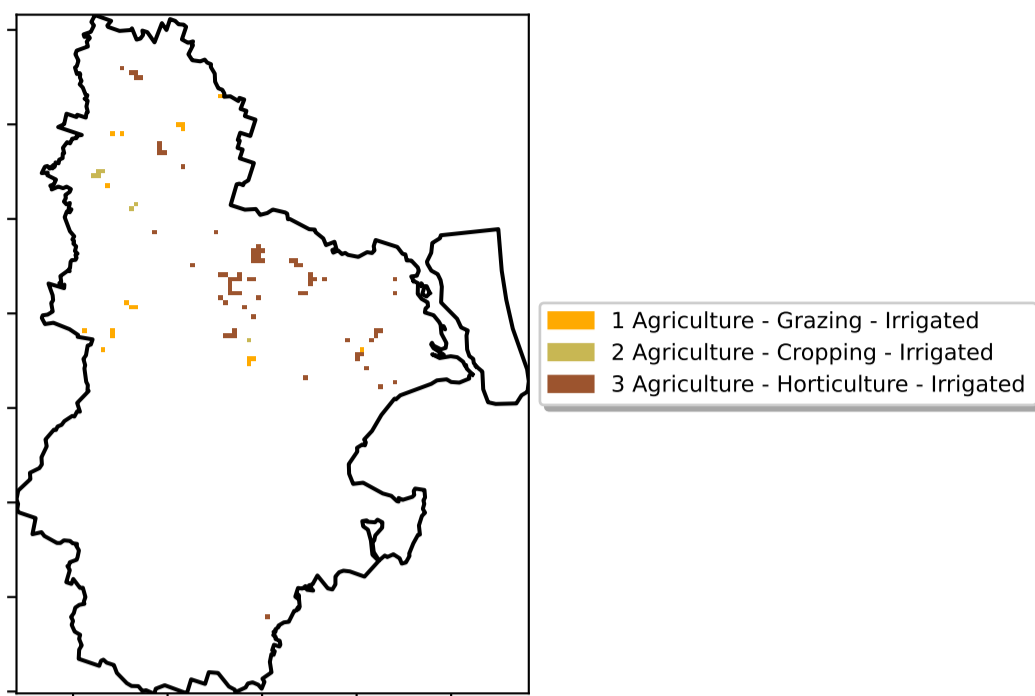 1 Agriculture - Grazing - Irrigated
2 Agriculture - Cropping - Irrigated
3 Agriculture - Horticulture - Irrigated